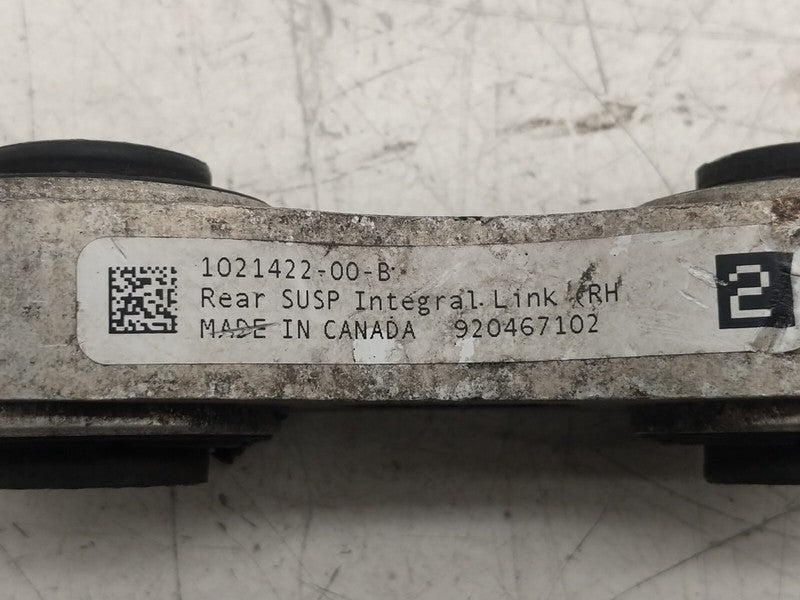 1021422-00-B
Rear SUSP Integral Link RH
MADE IN CANADA 920467102
2